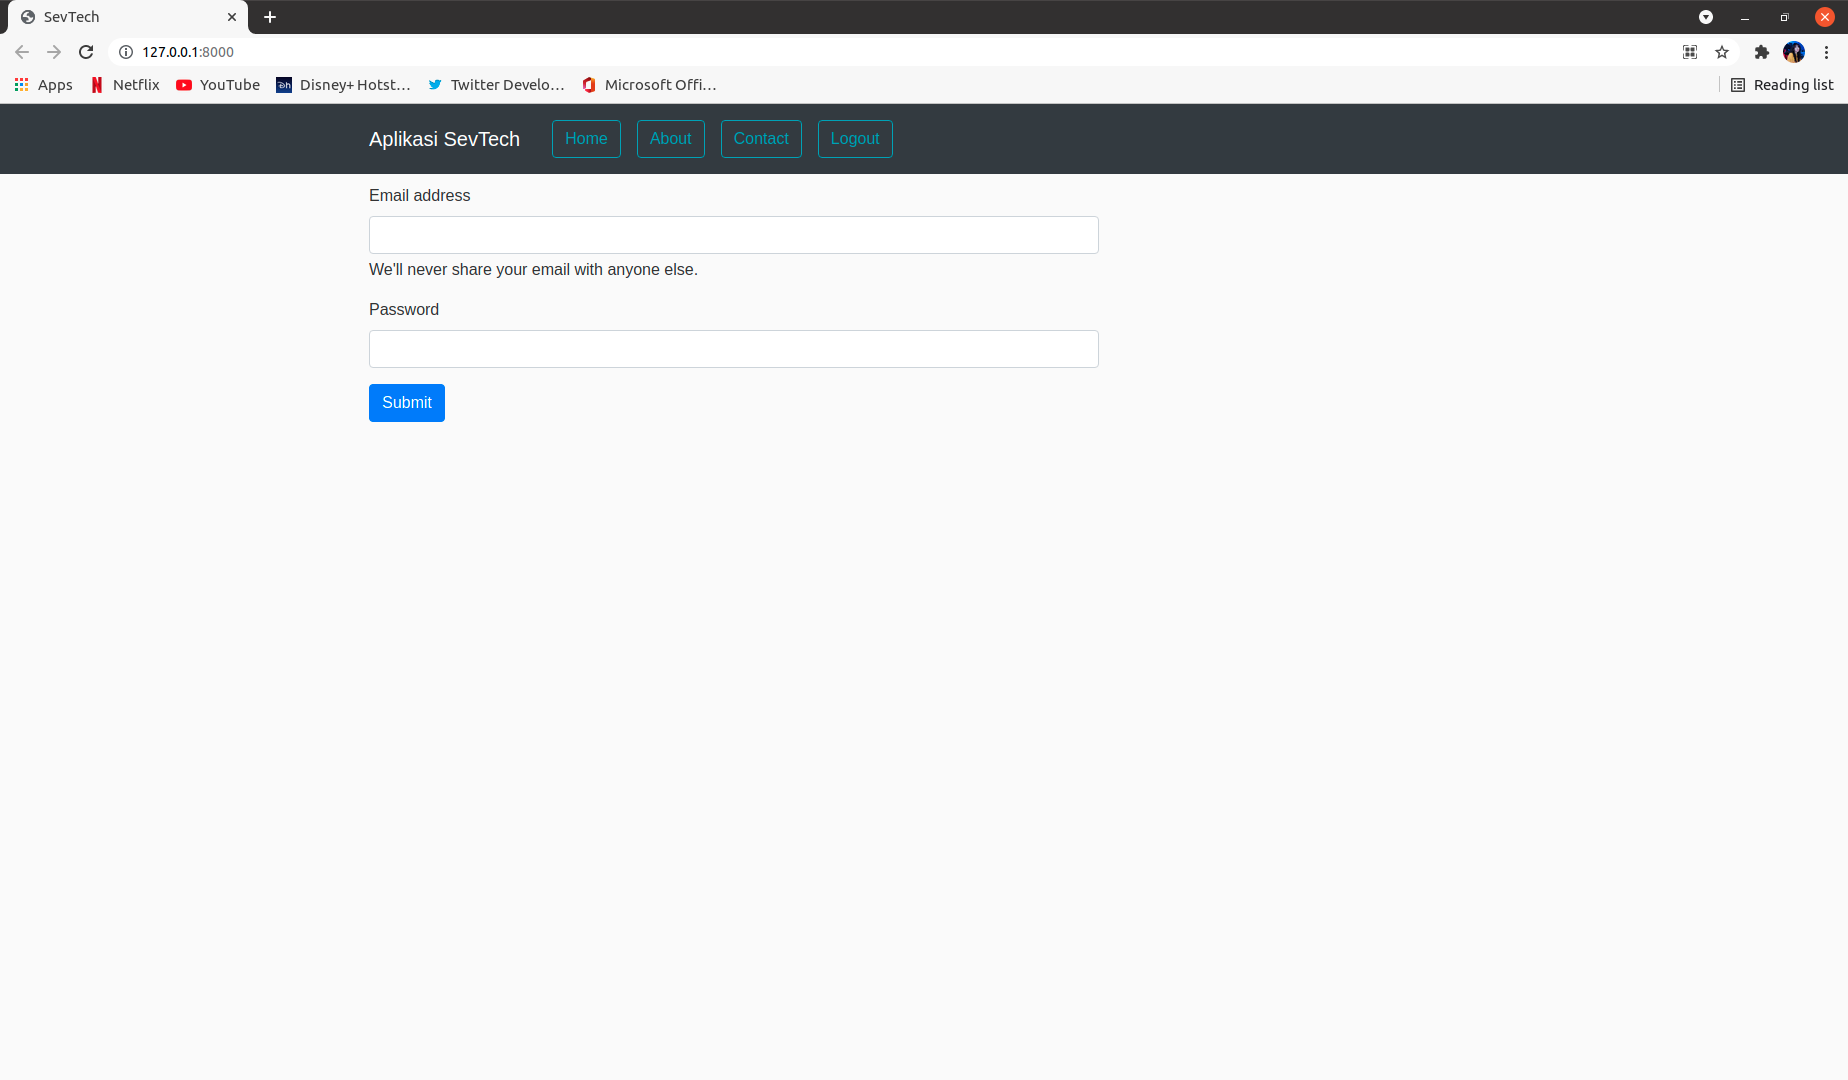 SevTech
127.0.0.1:8000
Apps Netflix YouTube Disney+ Hotst... Twitter Develo... Microsoft Offi... Reading list
Aplikasi SevTech Home About Contact Logout
Email address
We'll never share your email with anyone else.
Password
Submit